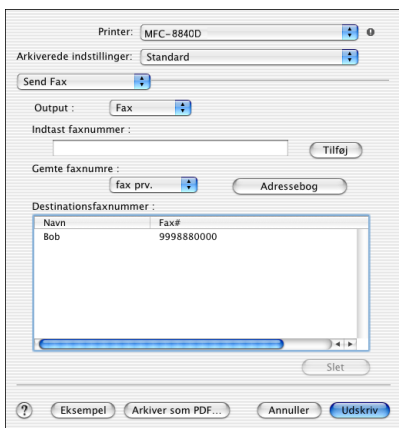 Printer: MFC-8840D
Arkiverede indstillinger: Standard
Send Fax
Output : Fax
Indtast faxnummer :
Tilføj
Gemte faxnumre :
fax prv. Adressebog
Destinationsfaxnummer :
Navn Fax#
Bob 9998880000
Slet
? Eksempel Arkiver som PDF... Annuller Udskriv